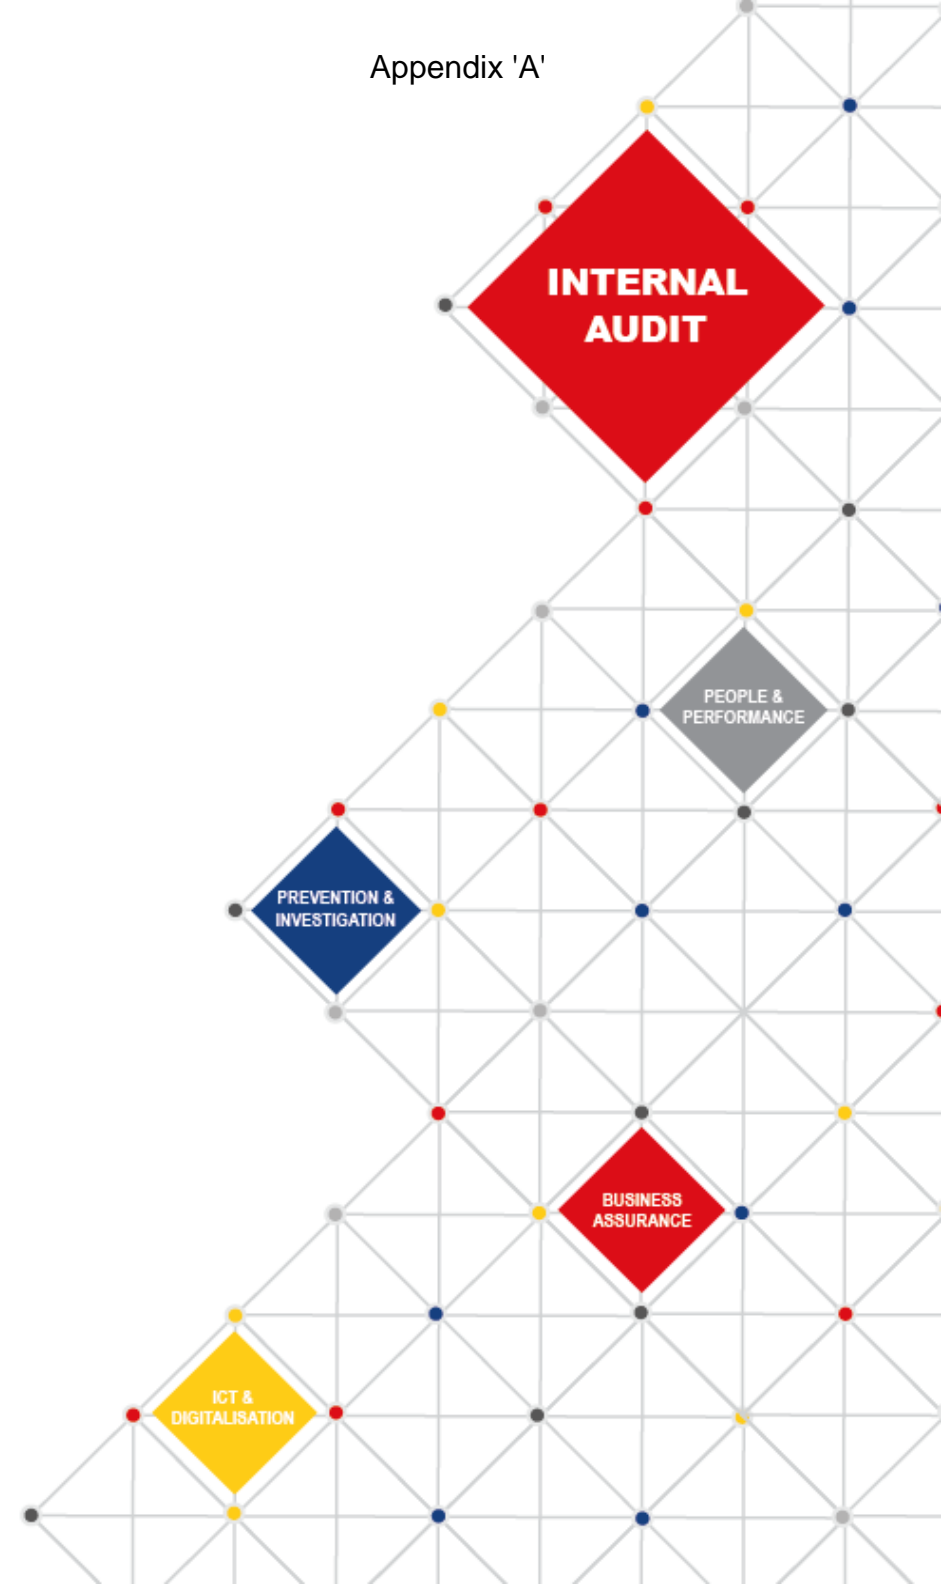 Appendix 'A'
INTERNAL
AUDIT
PEOPLE &
PERFORMANCE
PREVENTION &
INVESTIGATION
BUSINESS
ASSURANCE
ICT &
DIGITALISATION